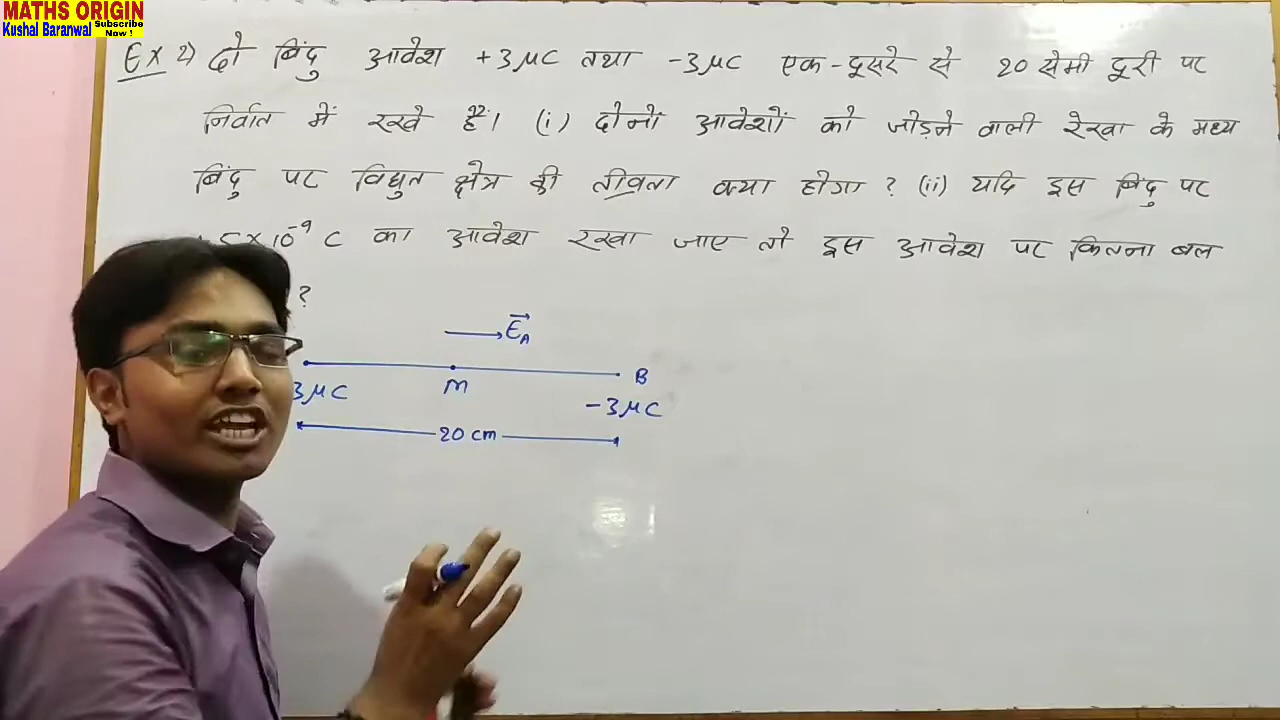 MATHS ORIGIN
Kushal Baranwal Subscribe Now !
Ex 2) दो बिंदु आवेश +3μC तथा -3μC एक-दूसरे से 20 सेमी दूरी पर
निर्वात में रखे हैं। (i) दोनों आवेशों को जोड़ने वाली रेखा के मध्य
बिंदु पर विद्युत क्षेत्र की तीव्रता क्या होगा ? (ii) यदि इस बिंदु पर
5×10⁻⁹ C का आवेश रखा जाए तो इस आवेश पर कितना बल
?
E⃗A
B
3μC M -3μC
20 cm